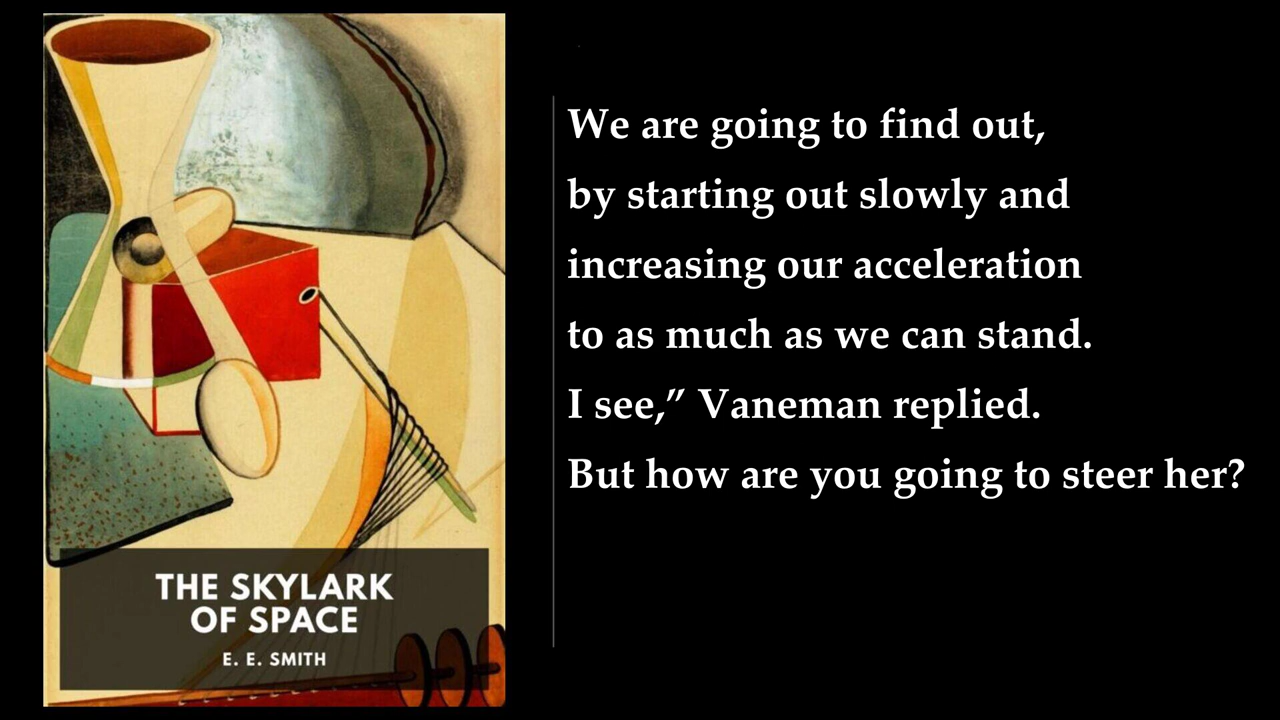 THE SKYLARK
OF SPACE
E. E. SMITH
We are going to find out,
by starting out slowly and
increasing our acceleration
to as much as we can stand.
I see,” Vaneman replied.
But how are you going to steer her?